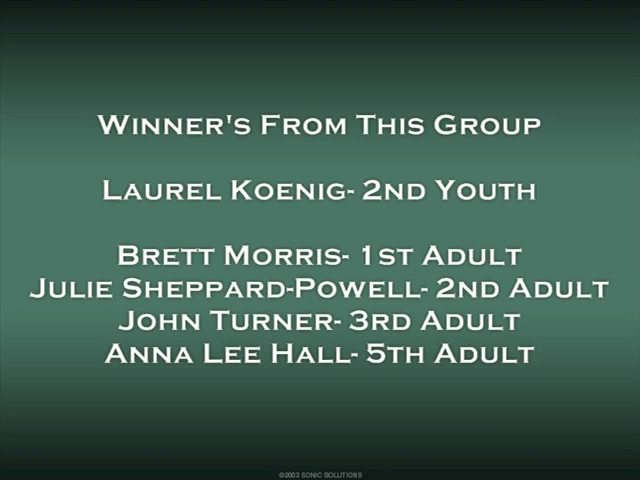 Winner's From This Group
Laurel Koenig- 2nd Youth
Brett Morris- 1st Adult
Julie Sheppard-Powell- 2nd Adult
John Turner- 3rd Adult
Anna Lee Hall- 5th Adult
©2003 SONIC SOLUTIONS